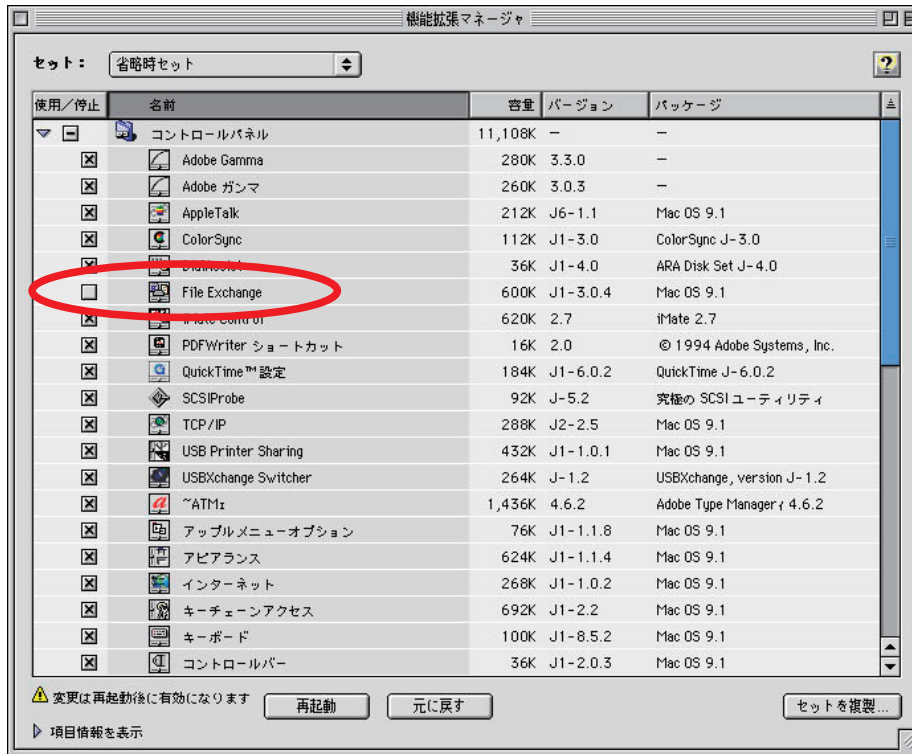 機能拡張マネージャ
セット： 省略時セット
使用／停止 名前 容量 バージョン パッケージ
コントロールパネル 11,108K － －
Adobe Gamma 280K 3.3.0 －
Adobe ガンマ 260K 3.0.3 －
AppleTalk 212K J6-1.1 Mac OS 9.1
ColorSync 112K J1-3.0 ColorSync J-3.0
36K J1-4.0 ARA Disk Set J-4.0
File Exchange 600K J1-3.0.4 Mac OS 9.1
iMate Control 620K 2.7 iMate 2.7
PDFWriter ショートカット 16K 2.0 © 1994 Adobe Systems, Inc.
QuickTime™設定 184K J1-6.0.2 QuickTime J-6.0.2
SCSIProbe 92K J-5.2 究極の SCSI ユーティリティ
TCP/IP 288K J2-2.5 Mac OS 9.1
USB Printer Sharing 432K J1-1.0.1 Mac OS 9.1
USBXchange Switcher 264K J-1.2 USBXchange, version J-1.2
~ATM 1,436K 4.6.2 Adobe Type Manager 4.6.2
アップルメニューオプション 76K J1-1.1.8 Mac OS 9.1
アピアランス 624K J1-1.1.4 Mac OS 9.1
インターネット 268K J1-1.0.2 Mac OS 9.1
キーチェーンアクセス 692K J1-2.2 Mac OS 9.1
キーボード 100K J1-8.5.2 Mac OS 9.1
コントロールバー 36K J1-2.0.3 Mac OS 9.1
変更は再起動後に有効になります 再起動 元に戻す セットを複製...
項目情報を表示